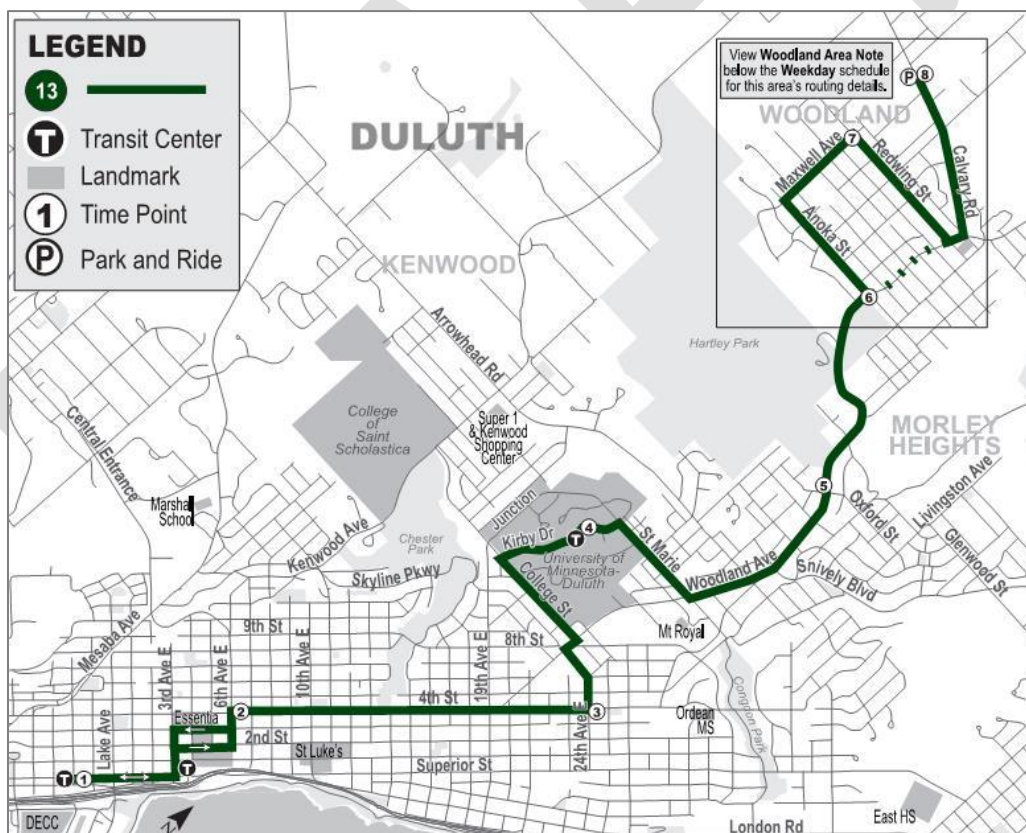 LEGEND
13
T Transit Center
Landmark
1 Time Point
P Park and Ride
View Woodland Area Note
below the Weekday schedule
for this area's routing details.
P 8
WOODLAND
7
Maxwell Ave
Redwing St
Calvary Rd
Anoka St
6
DULUTH
KENWOOD
Hartley Park
Arrowhead Rd
MORLEY
HEIGHTS
College
of
Saint
Scholastica
Super 1
& Kenwood
Shopping
Center
Central Entrance
Marshal
School
5
Oxford St
Livingston Ave
Glenwood St
Junction
Kirby Dr
4
T
St Marie
University of
Minnesota-
Duluth
Kenwood Ave
Chester
Park
Skyline Pkwy
College St
Woodland Ave
Snively Blvd
Mesaba Ave
9th St
8th St
Mt Royal
3rd Ave E
6th Ave E
10th Ave E
19th Ave E
4th St
2
3
24th Ave E
Ordean
MS
Congdon Park
Lake Ave
Essentia
2nd St
St Luke's
T
Superior St
T 1
DECC
N
London Rd
East HS